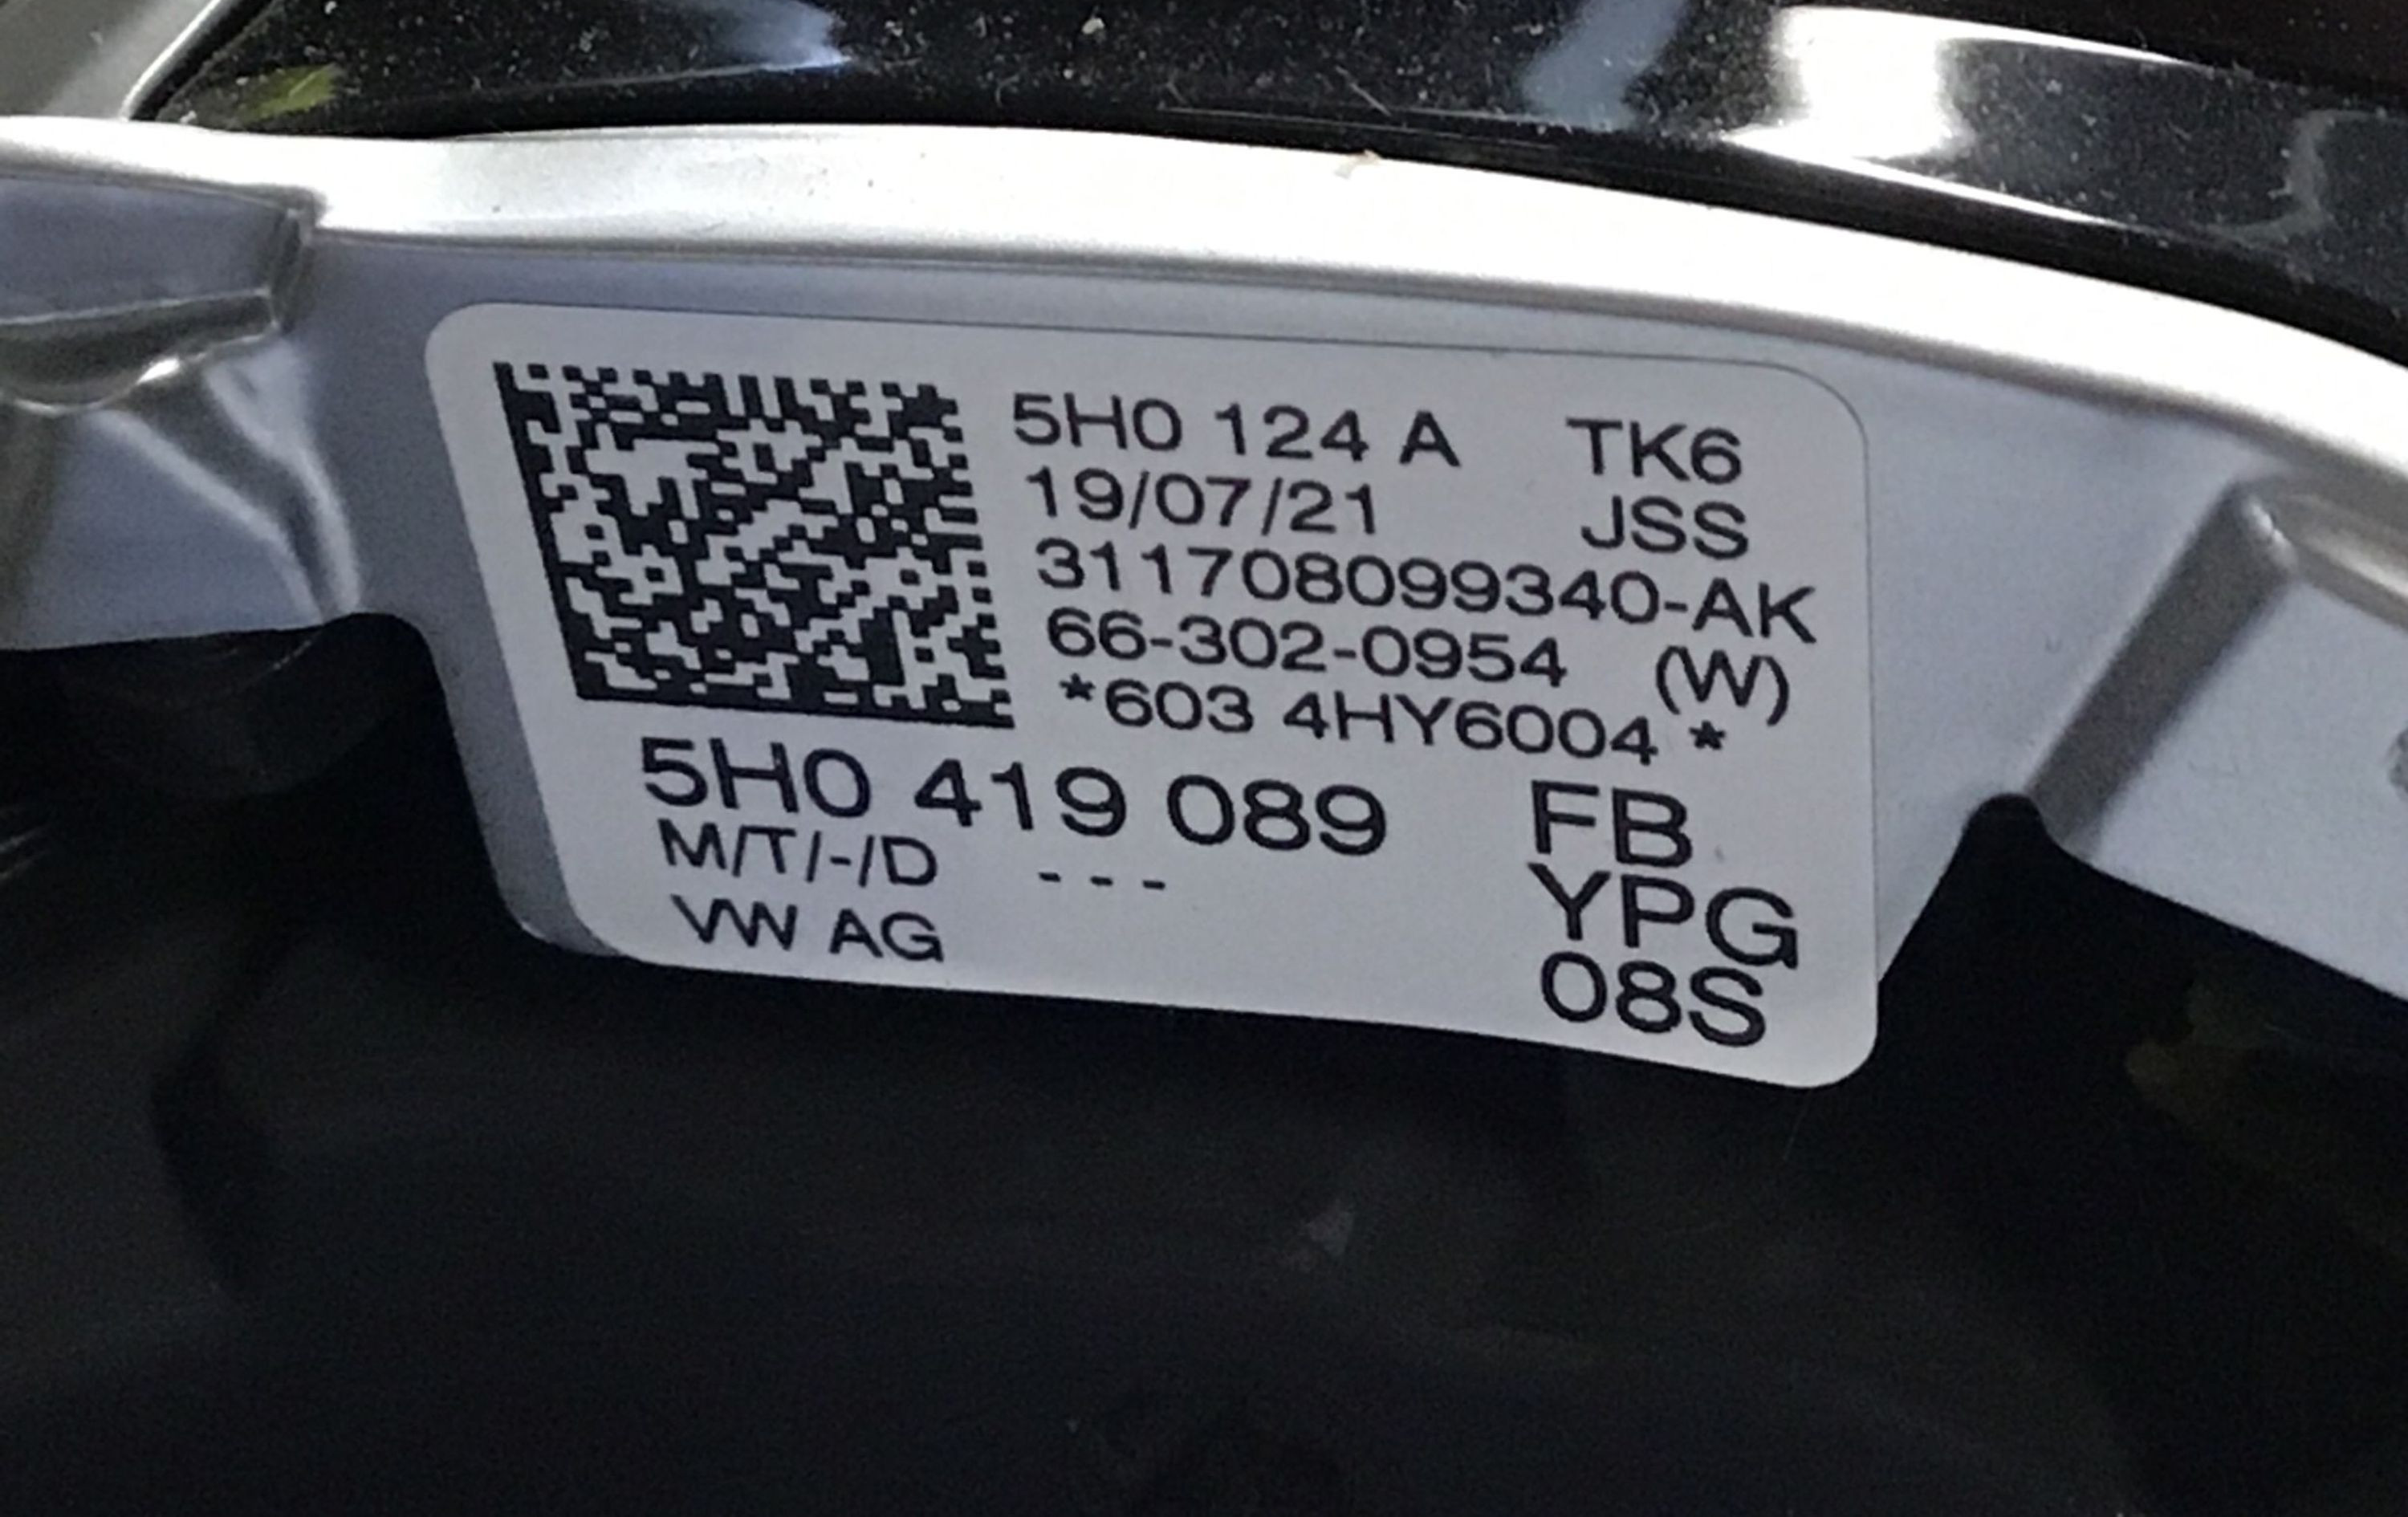 5H0 124 A TK6
19/07/21 JSS
311708099340-AK
66-302-0954 (W)
*603 4HY6004 *
5H0 419 089 FB
M/T/-/D - - - YPG
VW AG 08S